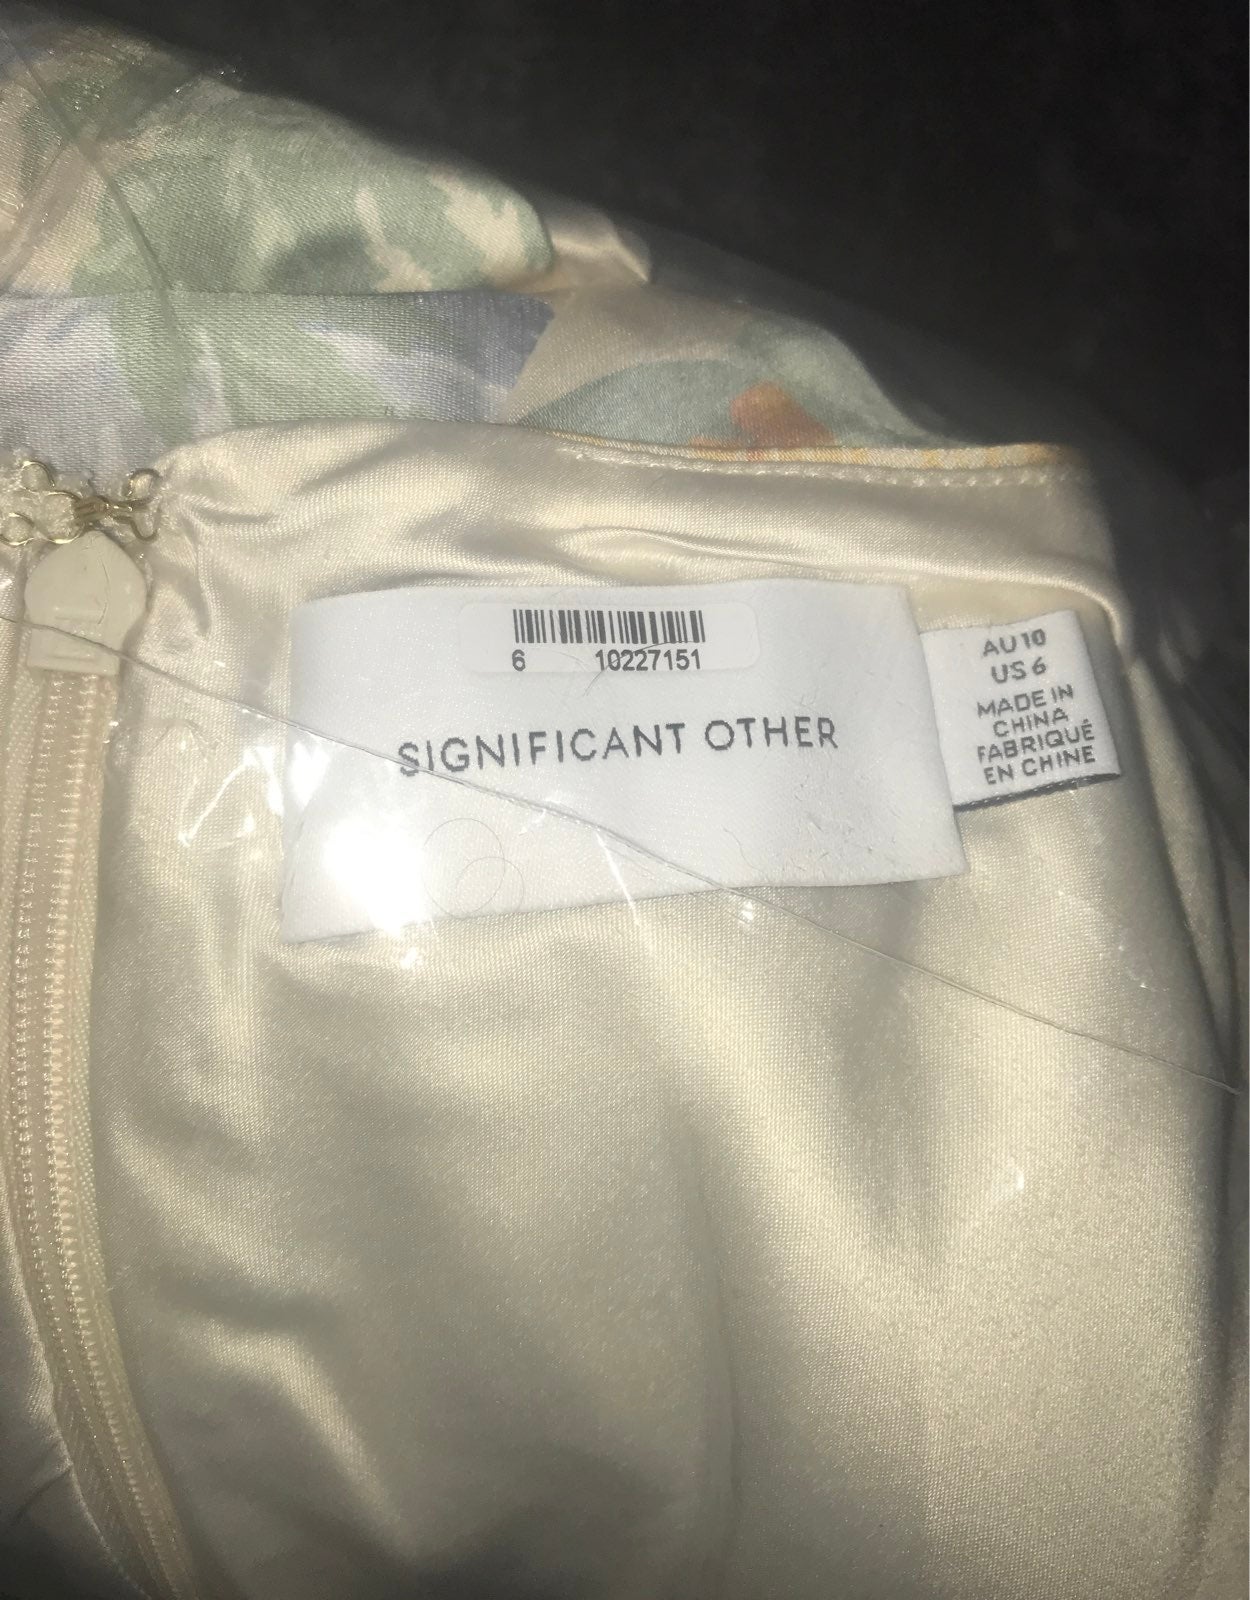 6 10227151
SIGNIFICANT OTHER
AU 10
US 6
MADE IN
CHINA
FABRIQUÉ
EN CHINE